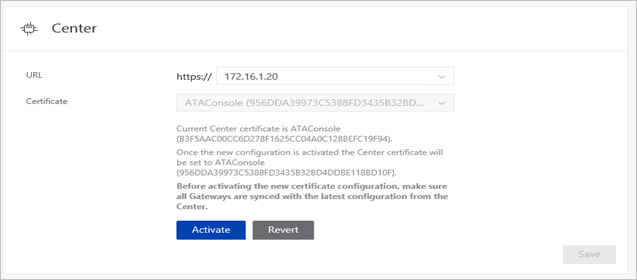 Center
URL
https:// 172.16.1.20
Certificate
ATAConsole (956DDA39973C5388FD3435B32BD...
Current Center certificate is ATAConsole
(B3F5AAC00CC6D278F1625CC04A0C128BEFC19F94).
Once the new configuration is activated the Center certificate will
be set to ATAConsole
(956DDA39973C5388FD3435B32BD4DDBE118BD10F).
Before activating the new certificate configuration, make sure
all Gateways are synced with the latest configuration from the
Center.
Activate
Revert
Save